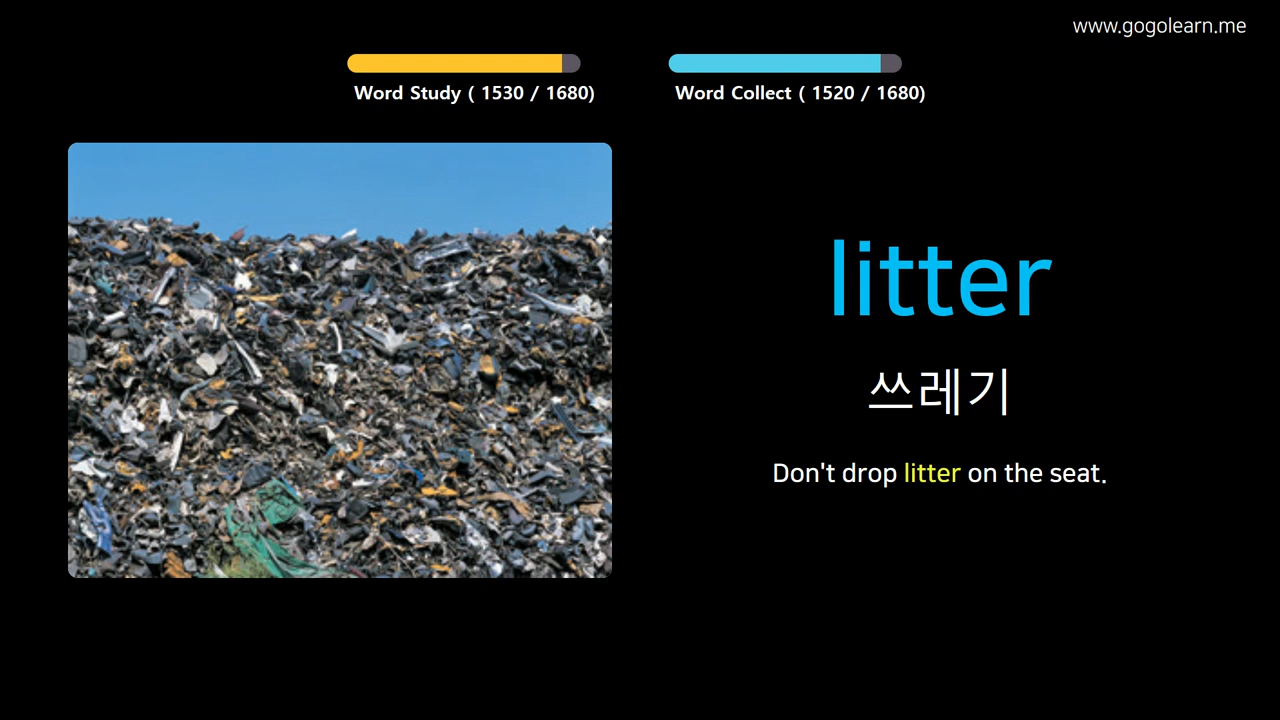 www.gogolearn.me
Word Study ( 1530 / 1680)
Word Collect ( 1520 / 1680)
litter
쓰레기
Don't drop litter on the seat.